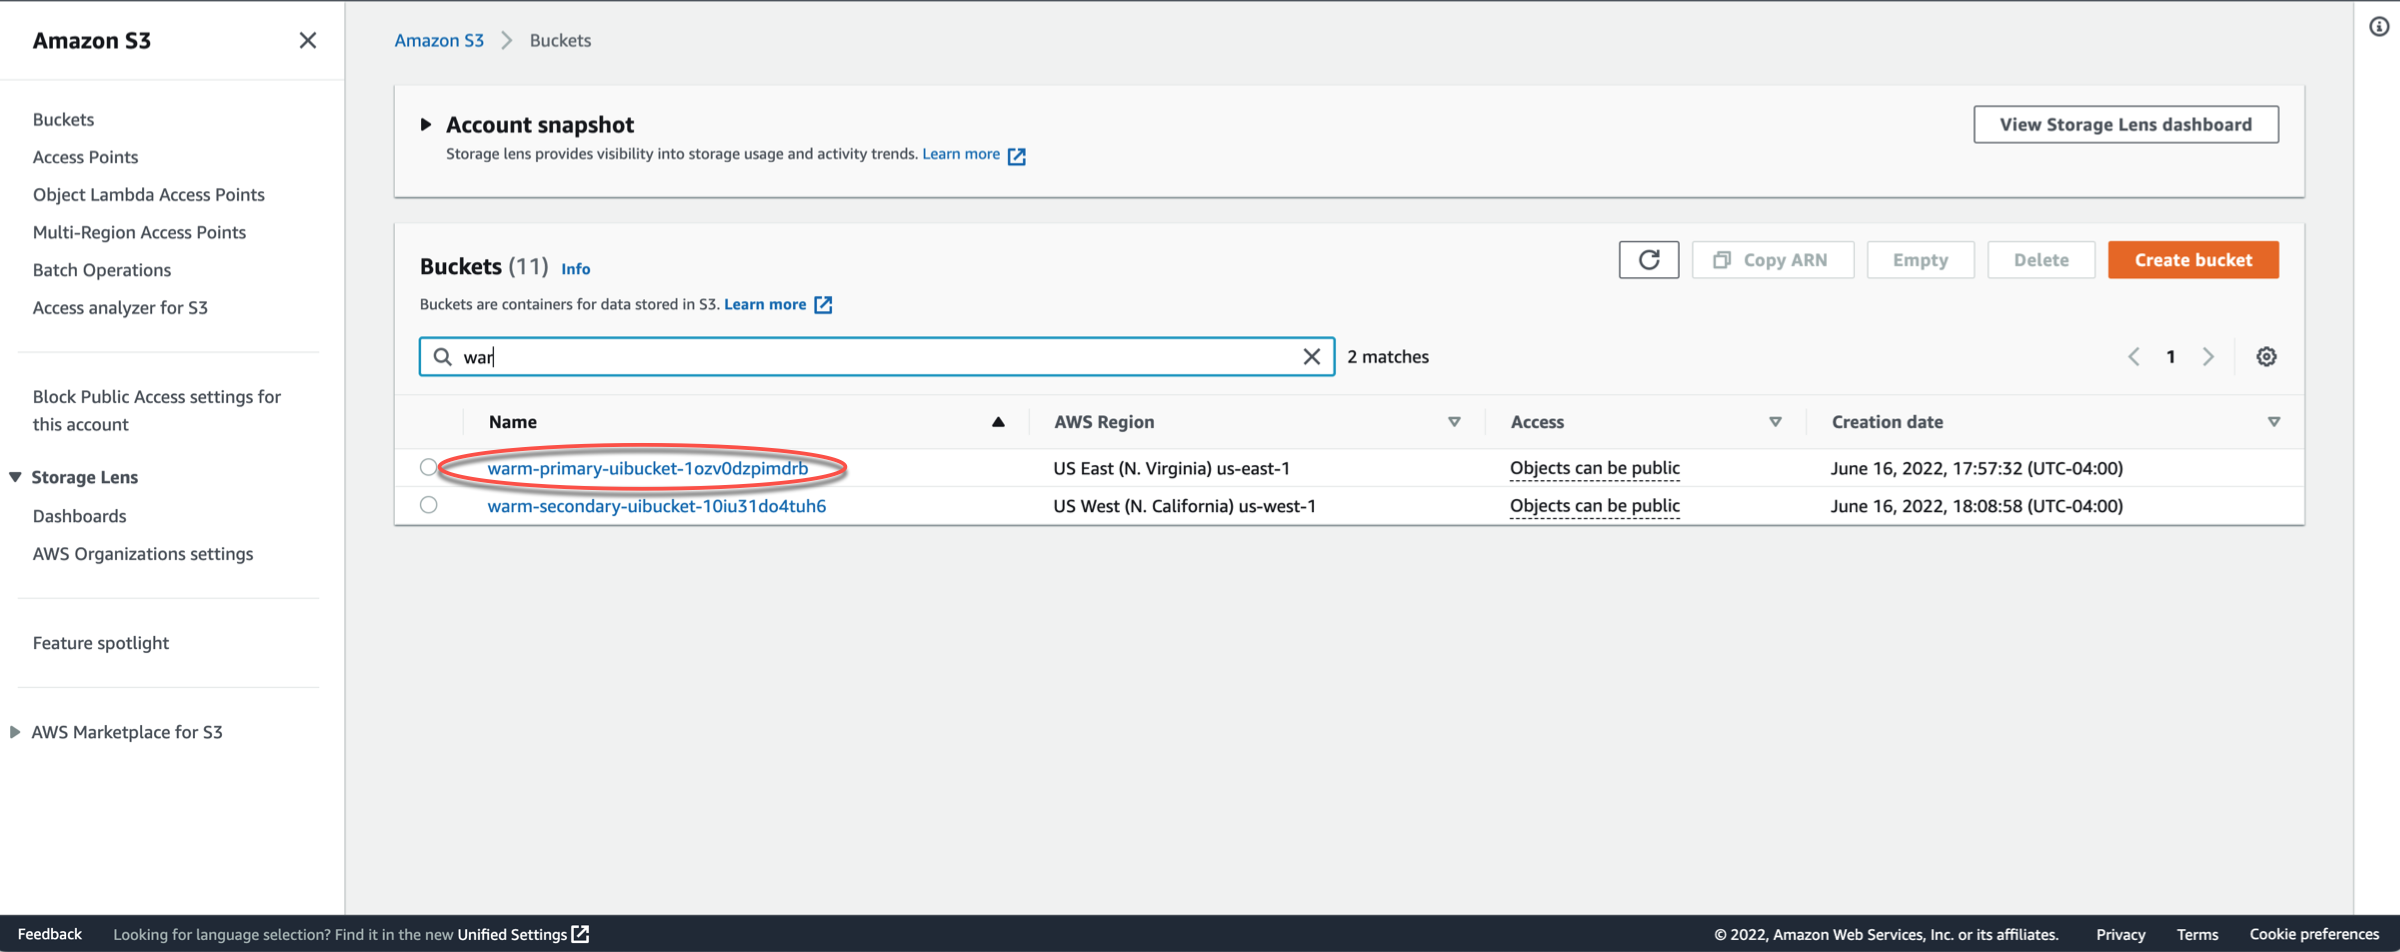 Amazon S3
Buckets
Access Points
Object Lambda Access Points
Multi-Region Access Points
Batch Operations
Access analyzer for S3
Block Public Access settings for
this account
Storage Lens
Dashboards
AWS Organizations settings
Feature spotlight
AWS Marketplace for S3
Amazon S3 > Buckets
Account snapshot
Storage lens provides visibility into storage usage and activity trends. Learn more
View Storage Lens dashboard
Buckets (11) Info
Buckets are containers for data stored in S3. Learn more
Copy ARN Empty Delete Create bucket
war 2 matches 1
Name AWS Region Access Creation date
warm-primary-uibucket-1ozv0dzpimdrb US East (N. Virginia) us-east-1 Objects can be public June 16, 2022, 17:57:32 (UTC-04:00)
warm-secondary-uibucket-10iu31do4tuh6 US West (N. California) us-west-1 Objects can be public June 16, 2022, 18:08:58 (UTC-04:00)
Feedback Looking for language selection? Find it in the new Unified Settings © 2022, Amazon Web Services, Inc. or its affiliates. Privacy Terms Cookie preferences